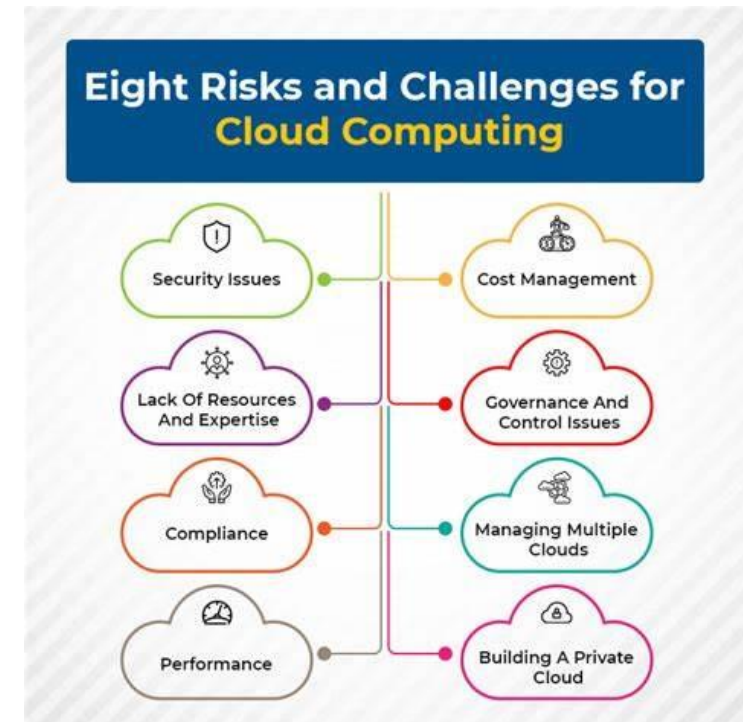 Eight Risks and Challenges for
Cloud Computing
Security Issues
Cost Management
Lack Of Resources
And Expertise
Governance And
Control Issues
Compliance
Managing Multiple
Clouds
Performance
Building A Private
Cloud